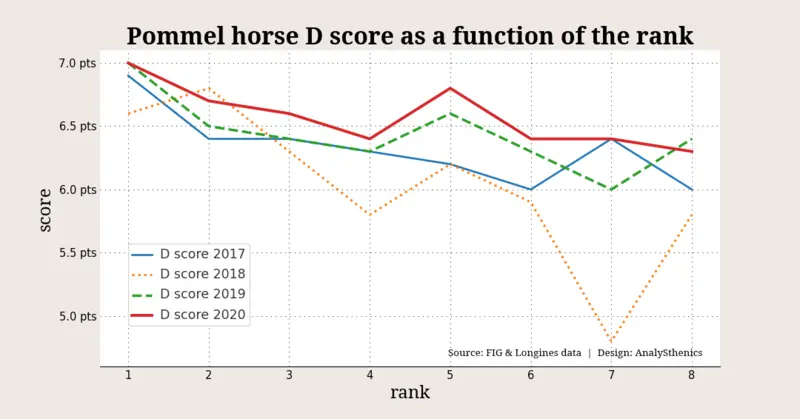 Pommel horse D score as a function of the rank
7.0 pts
6.5 pts
6.0 pts
5.5 pts
5.0 pts
score
D score 2017
D score 2018
D score 2019
D score 2020
Source: FIG & Longines data | Design: AnalySthenics
1 2 3 4 5 6 7 8
rank